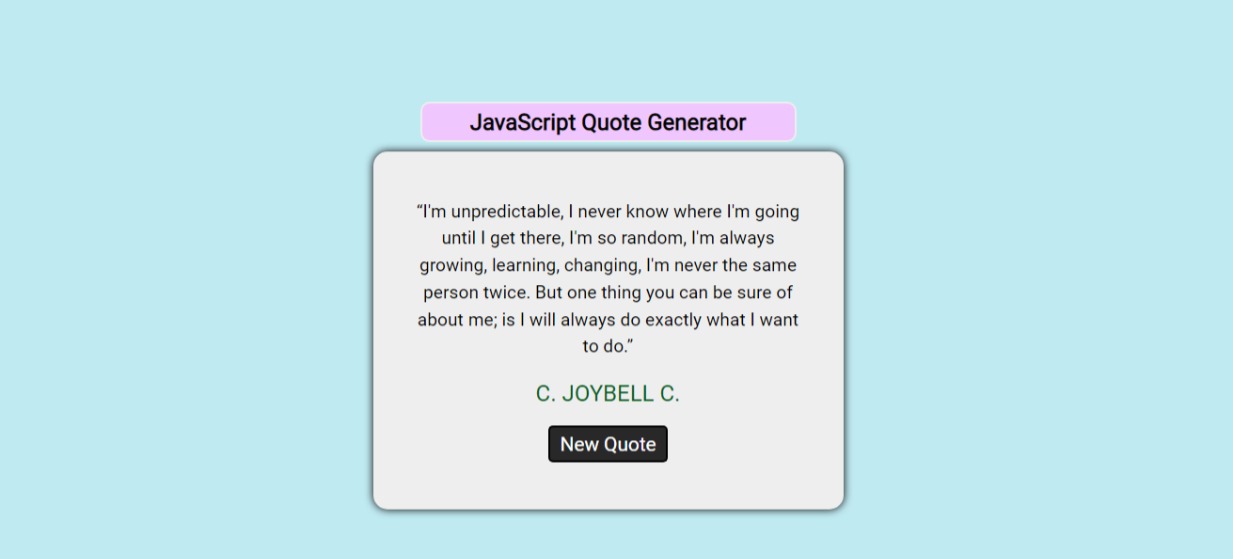 JavaScript Quote Generator
“I'm unpredictable, I never know where I'm going
until I get there, I'm so random, I'm always
growing, learning, changing, I'm never the same
person twice. But one thing you can be sure of
about me; is I will always do exactly what I want
to do.”
C. JOYBELL C.
New Quote